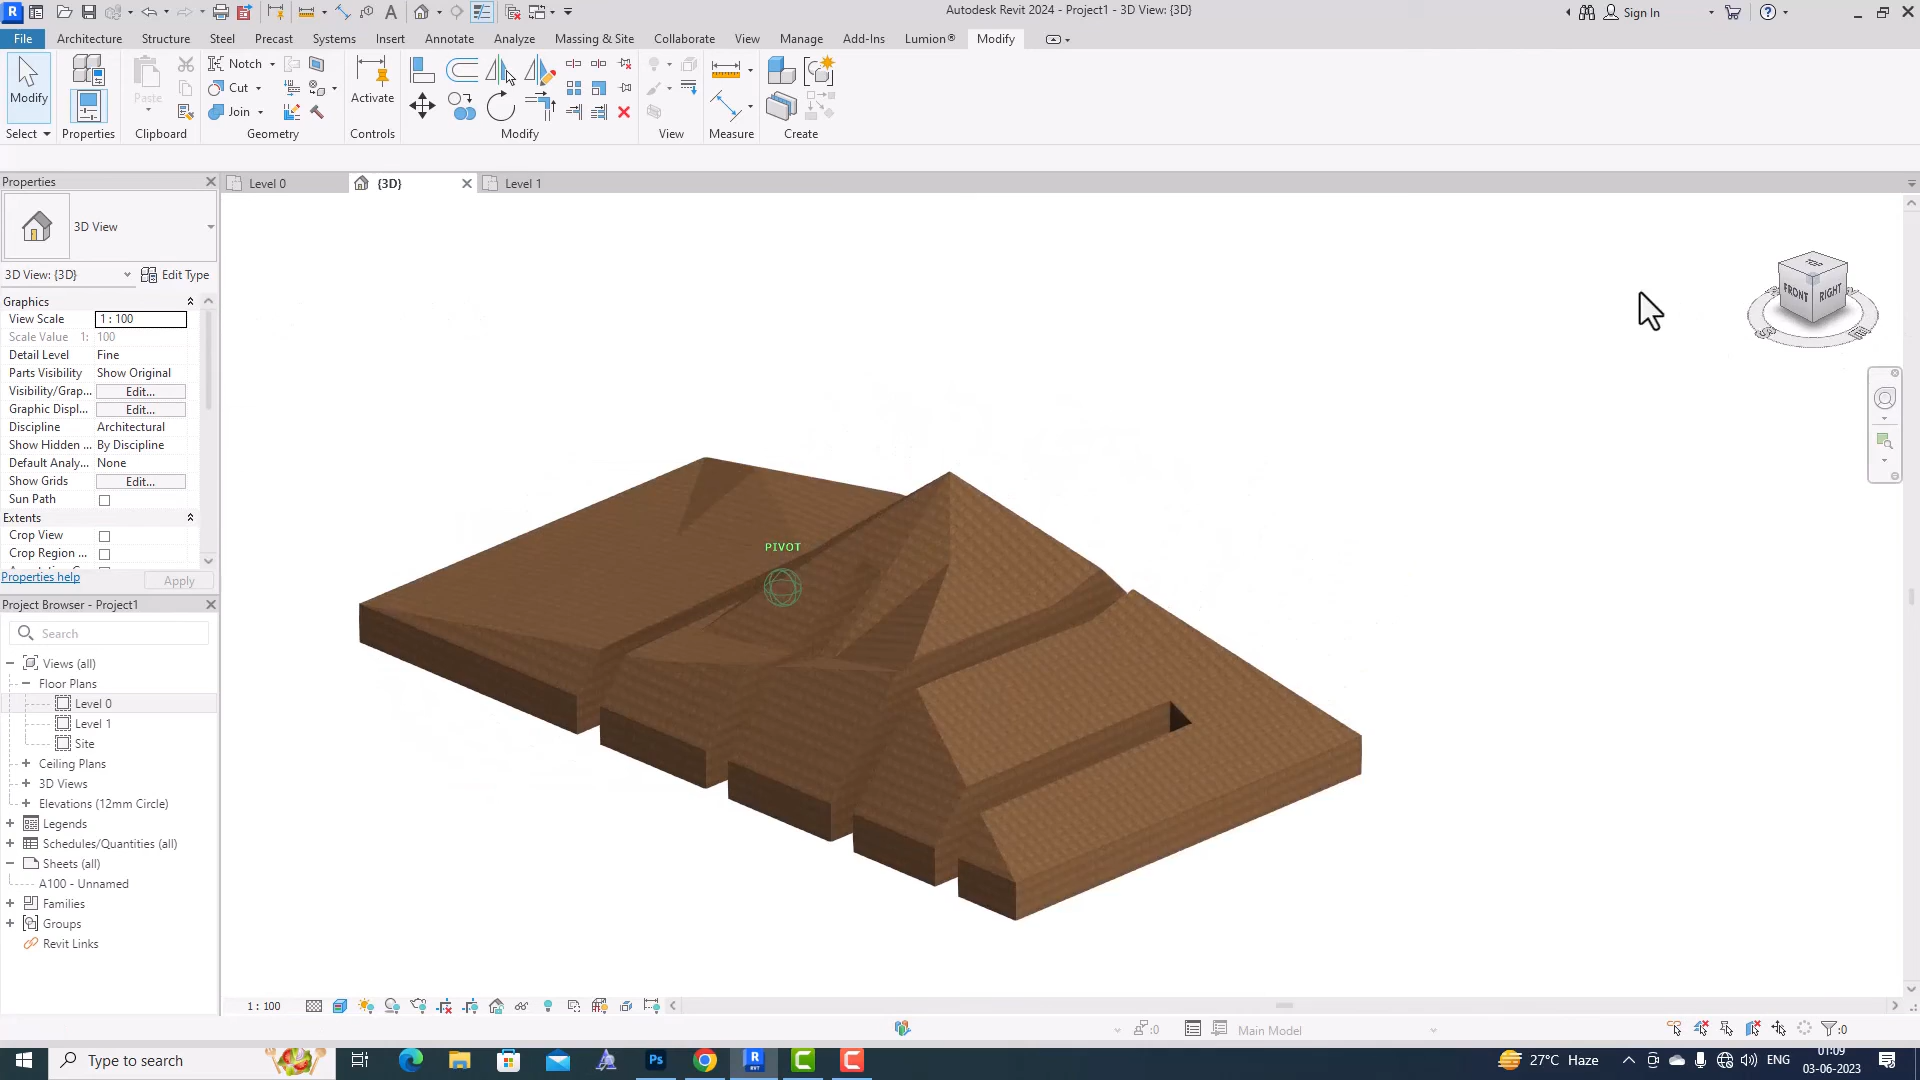 Autodesk Revit 2024 - Project1 - 3D View: {3D}
Sign In
File Architecture Structure Steel Precast Systems Insert Annotate Analyze Massing & Site Collaborate View Manage Add-Ins Lumion® Modify
Modify
Paste
Notch
Cut
Join
Activate
Select Properties Clipboard Geometry Controls Modify View Measure Create
Properties
Level 0
{3D}
Level 1
3D View
3D View: {3D}
Edit Type
Graphics
View Scale 1 : 100
Scale Value 1: 100
Detail Level Fine
Parts Visibility Show Original
Visibility/Grap... Edit...
Graphic Displ... Edit...
Discipline Architectural
Show Hidden ... By Discipline
Default Analy... None
Show Grids Edit...
Sun Path
Extents
Crop View
Crop Region ...
Properties help
Apply
Project Browser - Project1
Search
Views (all)
Floor Plans
Level 0
Level 1
Site
Ceiling Plans
3D Views
Elevations (12mm Circle)
Legends
Schedules/Quantities (all)
Sheets (all)
A100 - Unnamed
Families
Groups
Revit Links
TOP
FRONT
RIGHT
PIVOT
1 : 100
:0
Main Model
:0
Type to search
27°C Haze
ENG
01:09
03-06-2023